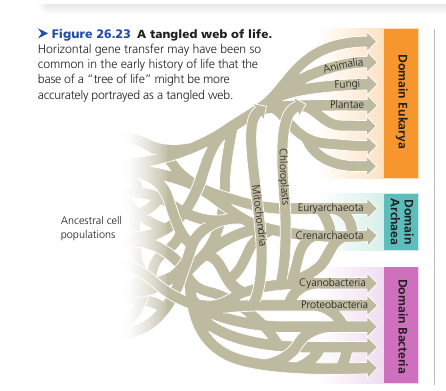 ➤ Figure 26.23 A tangled web of life.
Horizontal gene transfer may have been so
common in the early history of life that the
base of a “tree of life” might be more
accurately portrayed as a tangled web.
Animalia
Fungi
Plantae
Domain Eukarya
Chloroplasts
Mitochondria
Ancestral cell
populations
Euryarchaeota
Crenarchaeota
Domain
Archaea
Cyanobacteria
Proteobacteria
Domain Bacteria